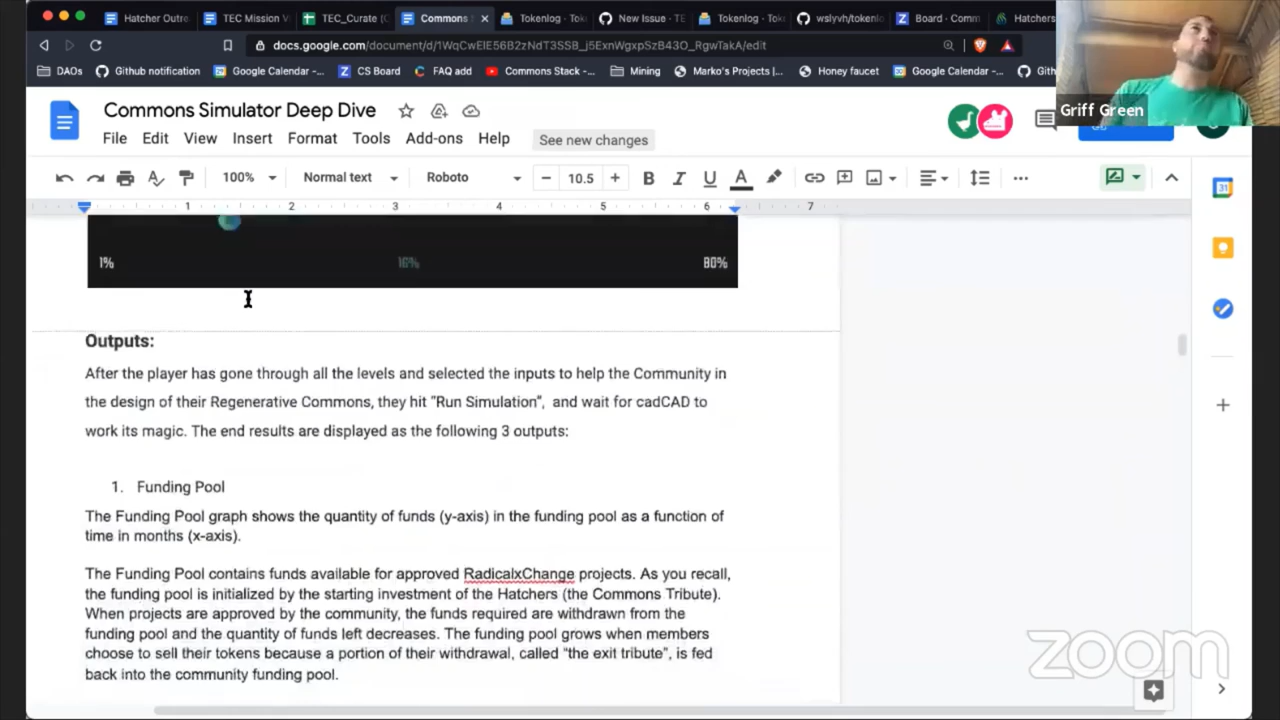 Hatcher Outre
TEC Mission V
TEC_Curate (
Commons
Tokenlog - Tok
New Issue · TE
Tokenlog - Tok
wslyvh/tokenlo
Board · Comm
Hatchers
docs.google.com/document/d/1WqCwElE56B2zNdT3SSB_j5ExnWgxpSzB43O_RgwTakA/edit
DAOs
Github notification
Google Calendar -...
CS Board
FAQ add
Commons Stack -...
Mining
Marko's Projects |...
Honey faucet
Google Calendar -...
Gith
Griff Green
Commons Simulator Deep Dive
File Edit View Insert Format Tools Add-ons Help
See new changes
100% Normal text Roboto 10.5
1 2 3 4 5 6 7
1% 16% 80%
Outputs:
After the player has gone through all the levels and selected the inputs to help the Community in
the design of their Regenerative Commons, they hit "Run Simulation", and wait for cadCAD to
work its magic. The end results are displayed as the following 3 outputs:
1. Funding Pool
The Funding Pool graph shows the quantity of funds (y-axis) in the funding pool as a function of
time in months (x-axis).
The Funding Pool contains funds available for approved RadicalxChange projects. As you recall,
the funding pool is initialized by the starting investment of the Hatchers (the Commons Tribute).
When projects are approved by the community, the funds required are withdrawn from the
funding pool and the quantity of funds left decreases. The funding pool grows when members
choose to sell their tokens because a portion of their withdrawal, called “the exit tribute”, is fed
back into the community funding pool.
zoom